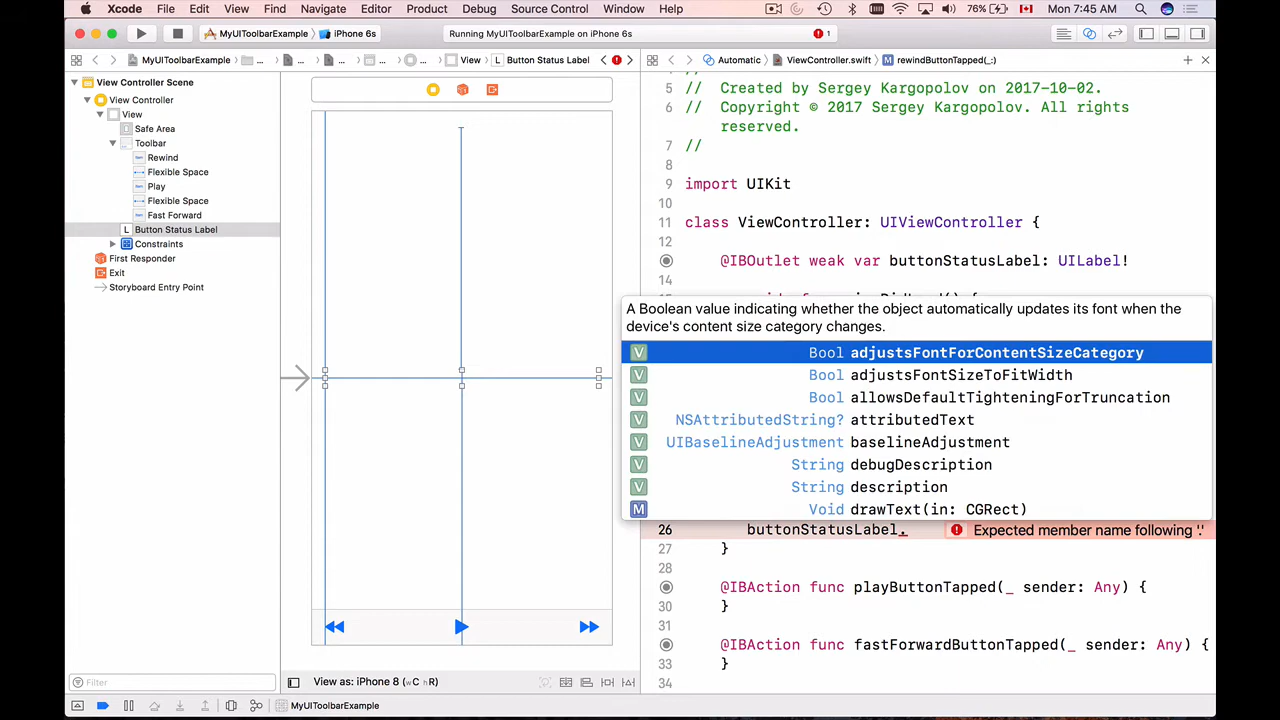 Xcode File Edit View Find Navigate Editor Product Debug Source Control Window Help 76% Mon 7:45 AM
MyUIToolbarExample iPhone 6s Running MyUIToolbarExample on iPhone 6s 1
MyUIToolbarExample ... ... ... ... View L Button Status Label Automatic ViewController.swift M rewindButtonTapped(_:)
View Controller Scene
View Controller
View
Safe Area
Toolbar
Rewind
Flexible Space
Play
Flexible Space
Fast Forward
L Button Status Label
Constraints
First Responder
Exit
Storyboard Entry Point
5 // Created by Sergey Kargopolov on 2017-10-02.
6 // Copyright © 2017 Sergey Kargopolov. All rights
reserved.
7 //
8
9 import UIKit
10
11 class ViewController: UIViewController {
12
@IBOutlet weak var buttonStatusLabel: UILabel!
14
A Boolean value indicating whether the object automatically updates its font when the
device's content size category changes.
V Bool adjustsFontForContentSizeCategory
V Bool adjustsFontSizeToFitWidth
V Bool allowsDefaultTighteningForTruncation
V NSAttributedString? attributedText
V UIBaselineAdjustment baselineAdjustment
V String debugDescription
V String description
M Void drawText(in: CGRect)
26 buttonStatusLabel. Expected member name following '.'
27 }
28
@IBAction func playButtonTapped(_ sender: Any) {
30 }
31
@IBAction func fastForwardButtonTapped(_ sender: Any) {
33 }
34
Filter
View as: iPhone 8 (wC hR)
MyUIToolbarExample